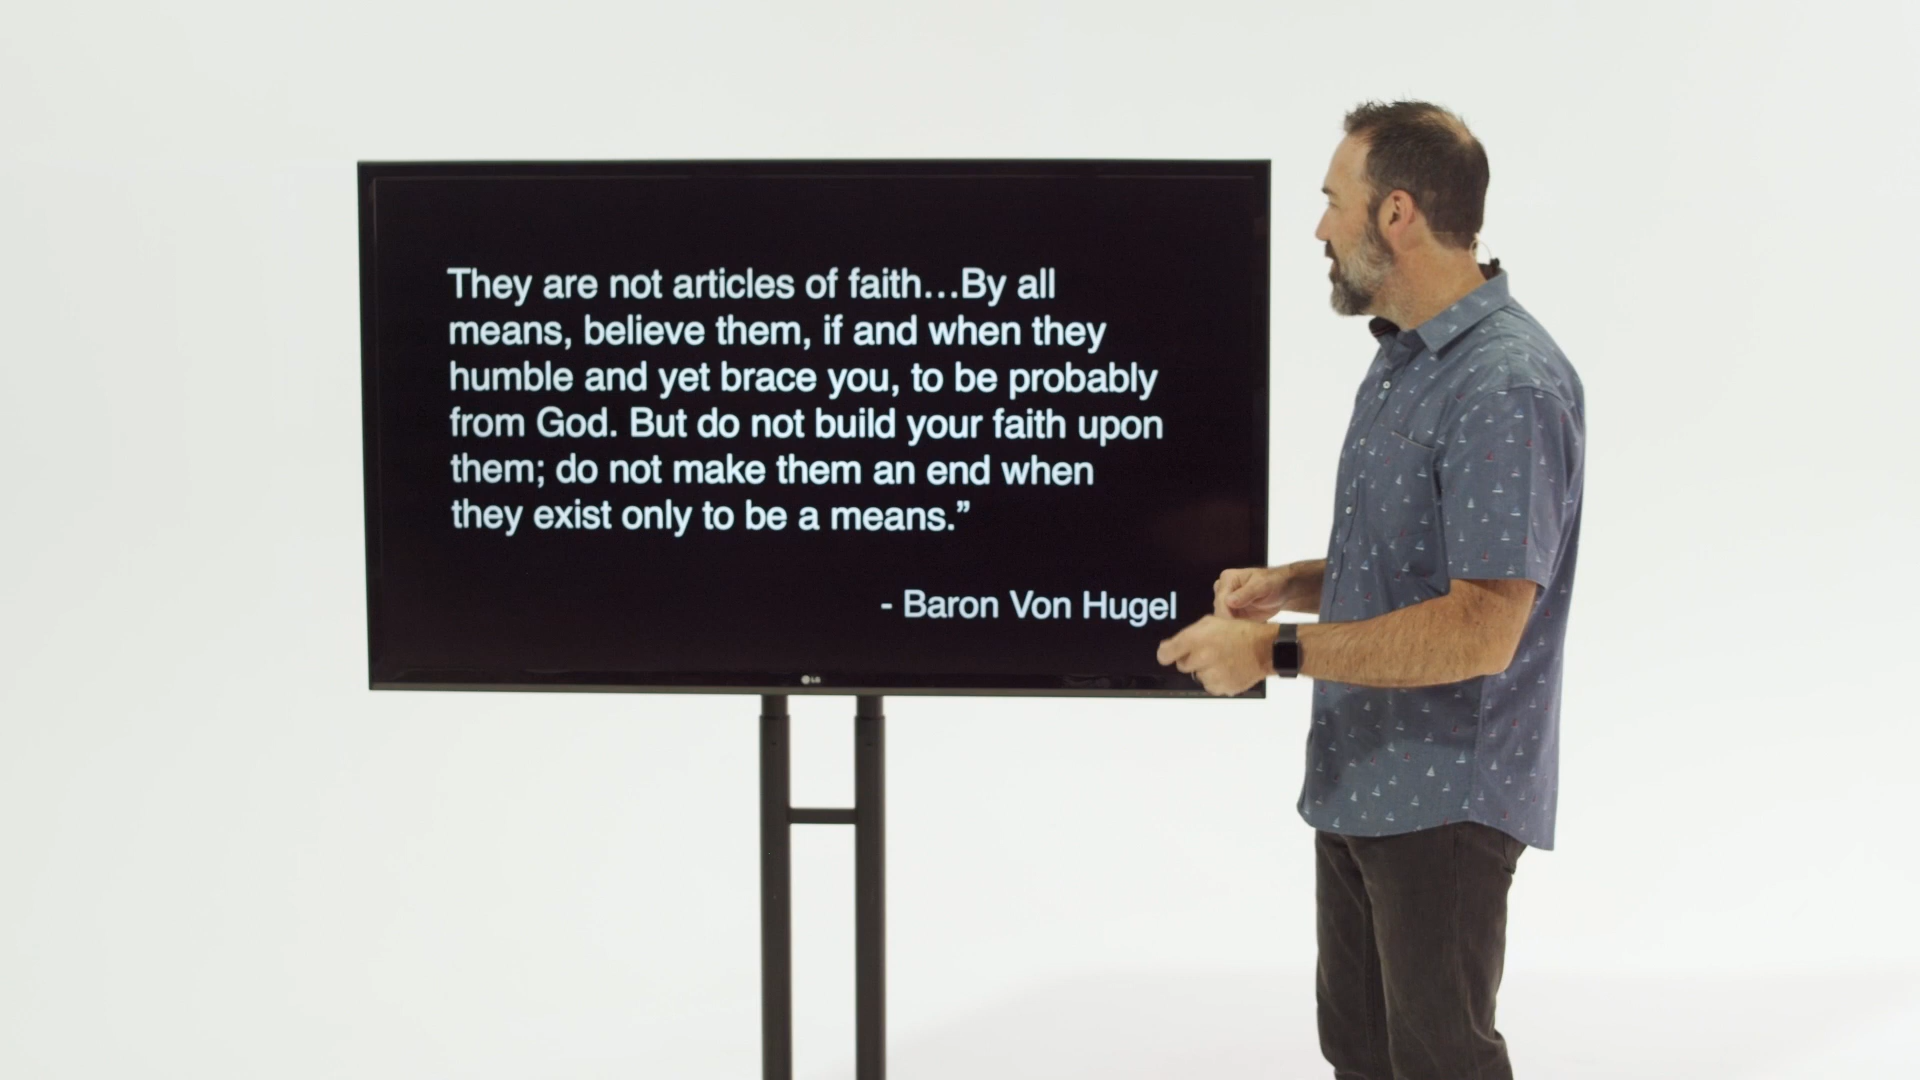 They are not articles of faith…By all
means, believe them, if and when they
humble and yet brace you, to be probably
from God. But do not build your faith upon
them; do not make them an end when
they exist only to be a means.”
- Baron Von Hugel
LG